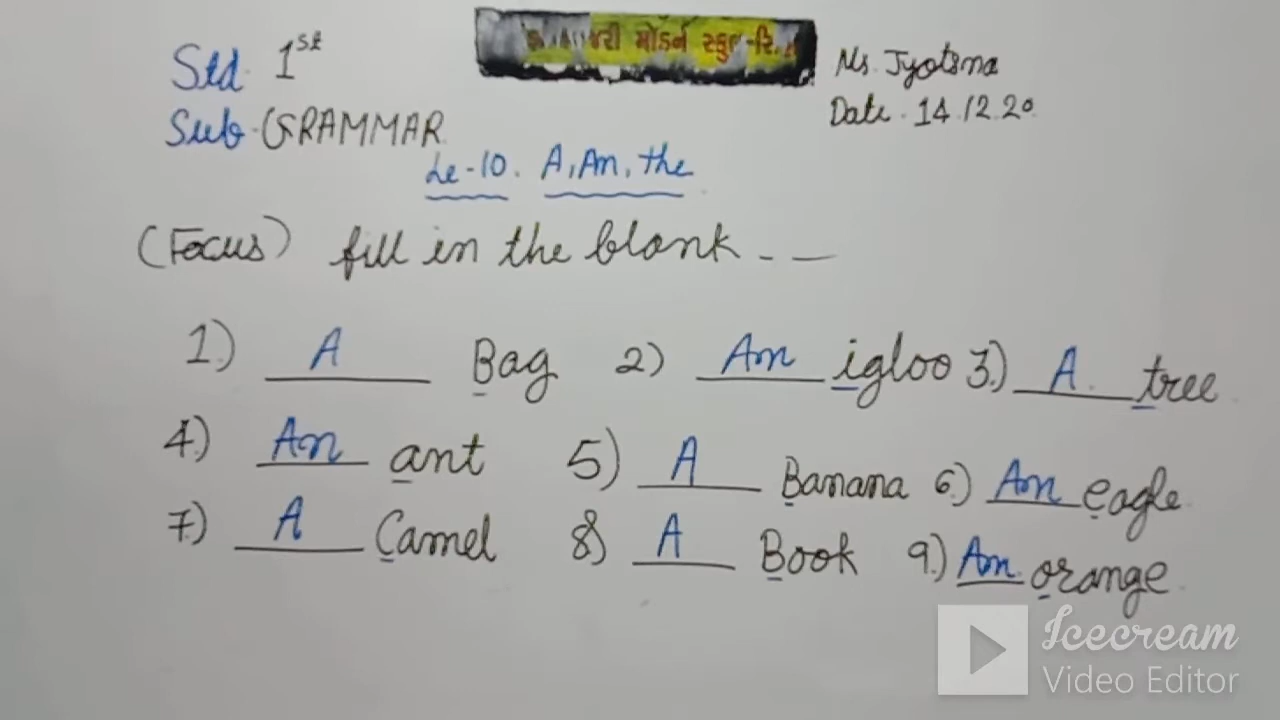 Std. 1st
મોડર્ન સ્કુલ
Ms. Jyotsna
Sub- GRAMMAR.
Date. 14.12.20
Le-10. A, An, the
(Focus) fill in the blank - —
1.) A Bag 2) An igloo 3.) A. tree
4.) An ant 5) A Banana 6.) An eagle
7.) A Camel 8) A Book 9.) An orange
Icecream
Video Editor